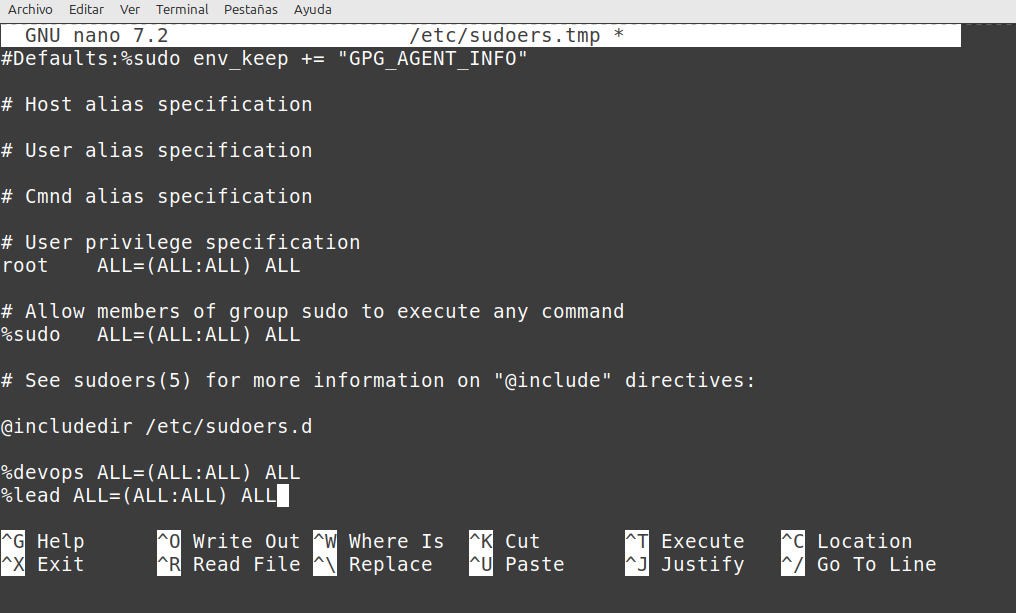 Archivo Editar Ver Terminal Pestañas Ayuda
GNU nano 7.2 /etc/sudoers.tmp *
#Defaults:%sudo env_keep += "GPG_AGENT_INFO"
# Host alias specification
# User alias specification
# Cmnd alias specification
# User privilege specification
root ALL=(ALL:ALL) ALL
# Allow members of group sudo to execute any command
%sudo ALL=(ALL:ALL) ALL
# See sudoers(5) for more information on "@include" directives:
@includedir /etc/sudoers.d
%devops ALL=(ALL:ALL) ALL
%lead ALL=(ALL:ALL) ALL
^G Help ^O Write Out ^W Where Is ^K Cut ^T Execute ^C Location
^X Exit ^R Read File ^\ Replace ^U Paste ^J Justify ^/ Go To Line